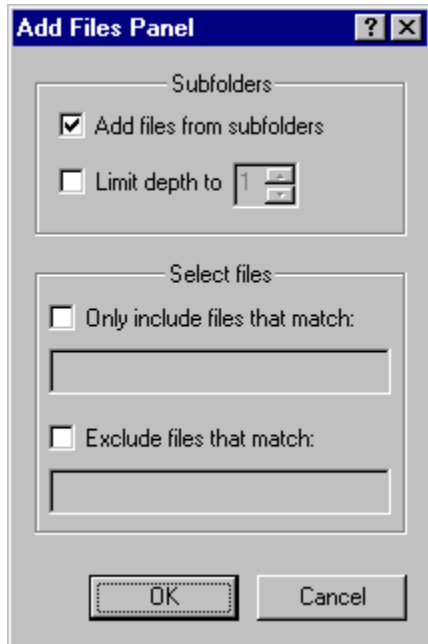 Add Files Panel
Subfolders
Add files from subfolders
Limit depth to 1
Select files
Only include files that match:
Exclude files that match:
OK Cancel